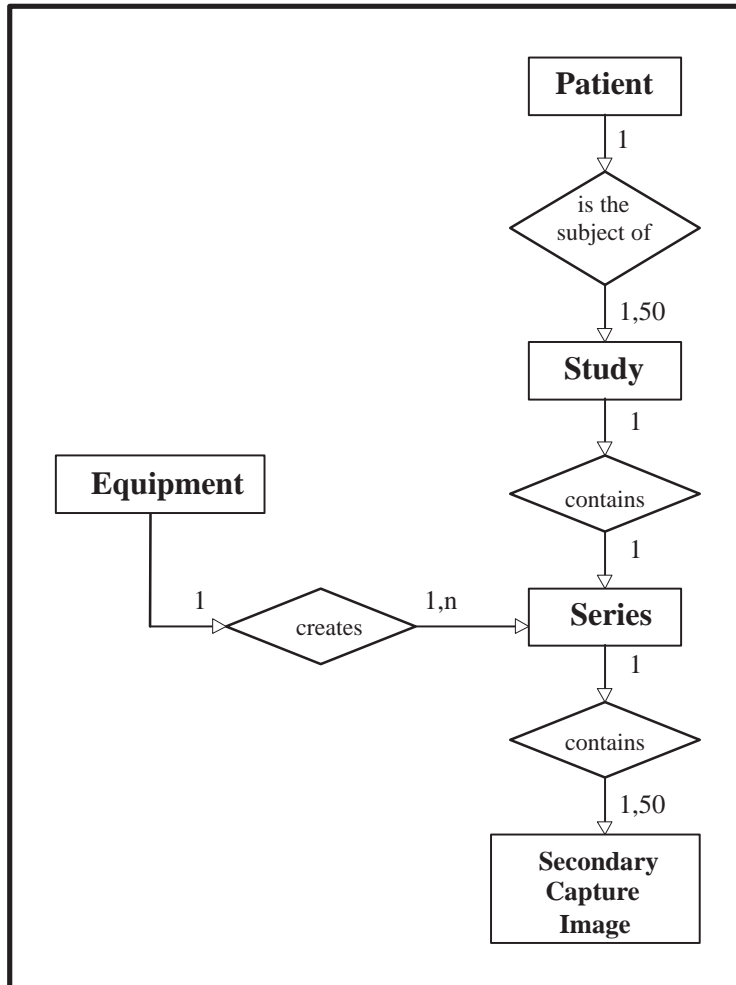 Patient
1
is the
subject of
1,50
Study
1
Equipment
contains
1
1
creates
1,n
Series
1
contains
1,50
Secondary
Capture
Image